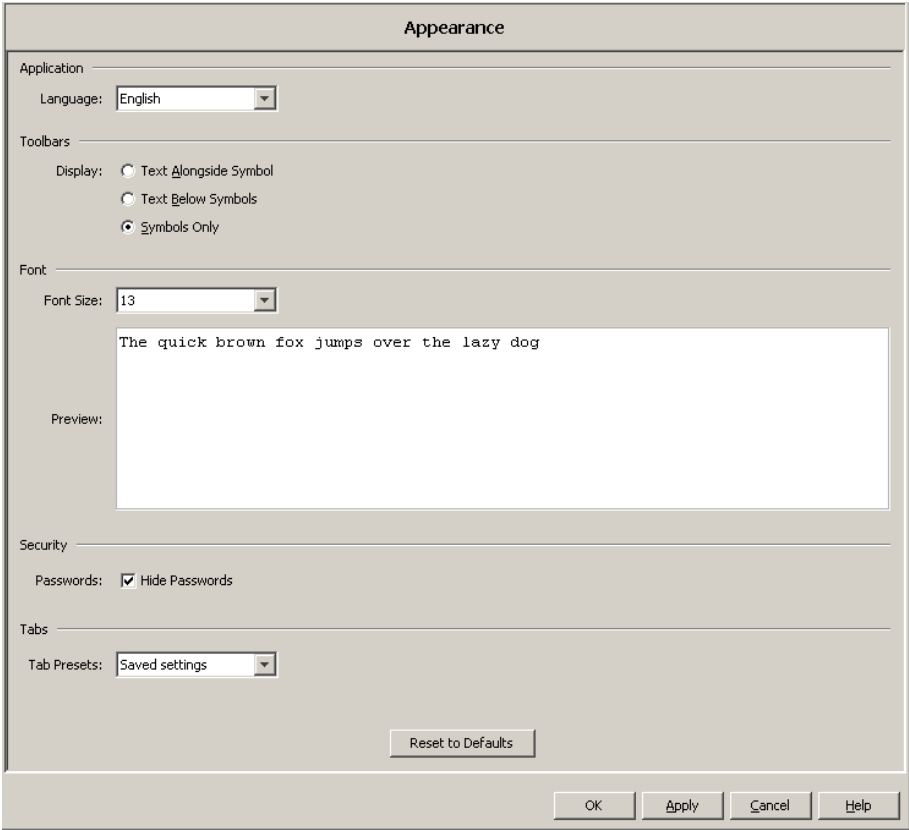 Appearance
Application
Language: English
Toolbars
Display: Text Alongside Symbol
Text Below Symbols
Symbols Only
Font
Font Size: 13
The quick brown fox jumps over the lazy dog
Preview:
Security
Passwords: Hide Passwords
Tabs
Tab Presets: Saved settings
Reset to Defaults
OK Apply Cancel Help